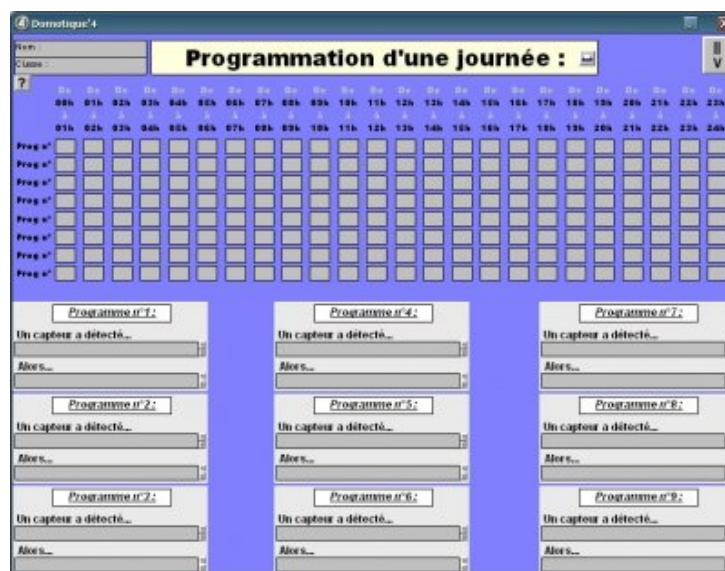 Domotique'4
Nom :
Classe :
Programmation d'une journée :
?
De De De De De De De De De De De De De De De De De De De De De De De De
00h 01h 02h 03h 04h 05h 06h 07h 08h 09h 10h 11h 12h 13h 14h 15h 16h 17h 18h 19h 20h 21h 22h 23h
à à à à à à à à à à à à à à à à à à à à à à à à
01h 02h 03h 04h 05h 06h 07h 08h 09h 10h 11h 12h 13h 14h 15h 16h 17h 18h 19h 20h 21h 22h 23h 24h
Prog n°
Prog n°
Prog n°
Prog n°
Prog n°
Prog n°
Prog n°
Prog n°
Programme n°1 :
Un capteur a détecté...
Alors...
Programme n°2 :
Un capteur a détecté...
Alors...
Programme n°3 :
Un capteur a détecté...
Alors...
Programme n°4 :
Un capteur a détecté...
Alors...
Programme n°5 :
Un capteur a détecté...
Alors...
Programme n°6 :
Un capteur a détecté...
Alors...
Programme n°7 :
Un capteur a détecté...
Alors...
Programme n°8 :
Un capteur a détecté...
Alors...
Programme n°9 :
Un capteur a détecté...
Alors...